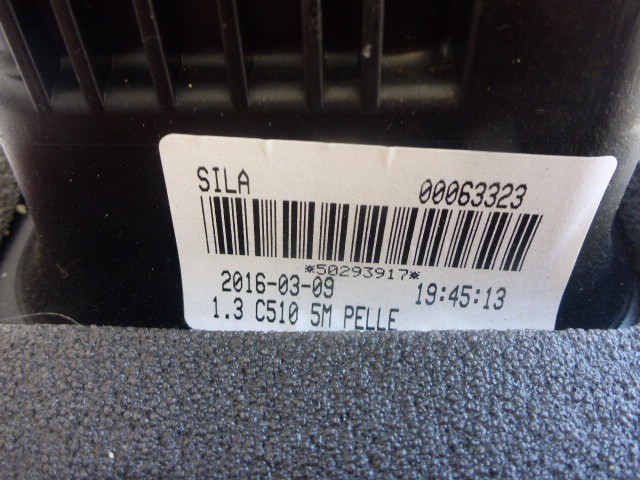 SILA 00063323
*50293917*
2016-03-09 19:45:13
1.3 C510 5M PELLE